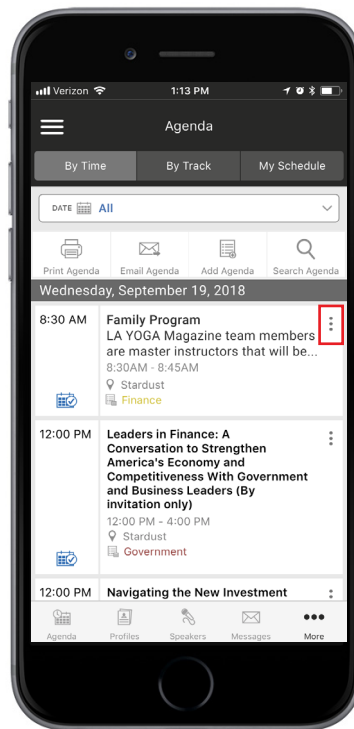 Verizon 1:13 PM
Agenda
By Time By Track My Schedule
DATE All
Print Agenda Email Agenda Add Agenda Search Agenda
Wednesday, September 19, 2018
8:30 AM Family Program
LA YOGA Magazine team members
are master instructors that will be...
8:30AM - 8:45AM
Stardust
Finance
12:00 PM Leaders in Finance: A
Conversation to Strengthen
America's Economy and
Competitiveness With Government
and Business Leaders (By
invitation only)
12:00 PM - 4:00 PM
Stardust
Government
12:00 PM Navigating the New Investment
Agenda Profiles Speakers Messages More